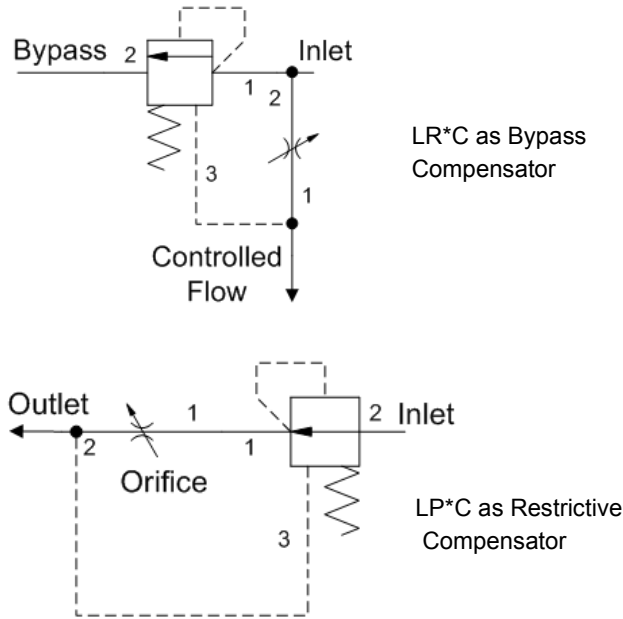 Bypass
2
Inlet
1
2
LR*C as Bypass
Compensator
3
1
Controlled
Flow
Outlet
1
2
Inlet
2
1
Orifice
3
LP*C as Restrictive
Compensator